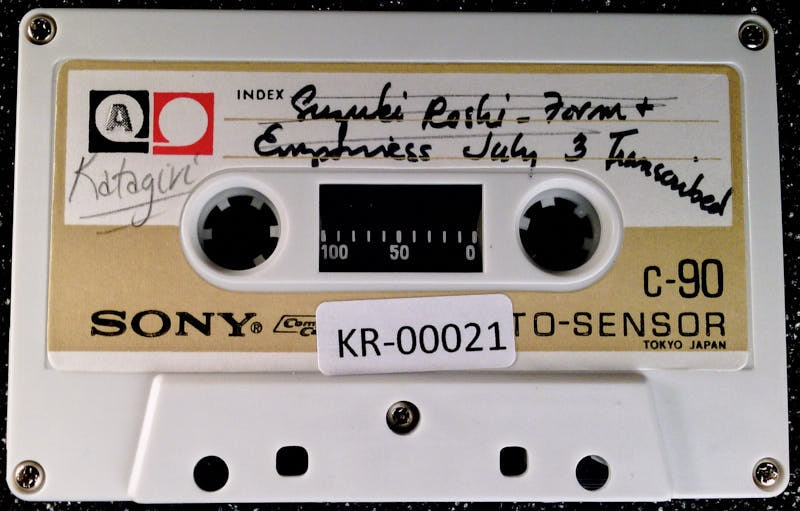 A
INDEX Suzuki Roshi - Form +
Emptiness July 3 Transcribed
Katagiri
100 50 0
C-90
SONY® TO-SENSOR
KR-00021
TOKYO JAPAN